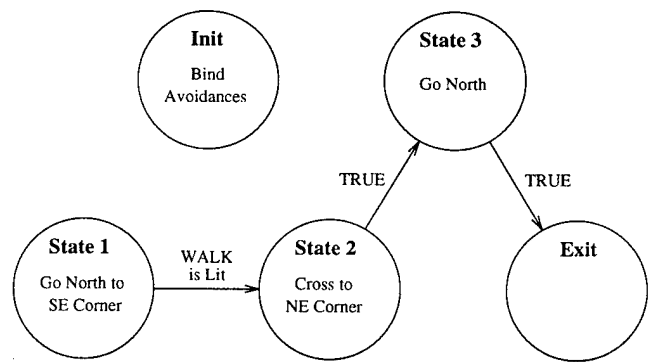 Init
Bind
Avoidances
State 3
Go North
TRUE
TRUE
State 1
Go North to
SE Corner
WALK
is Lit
State 2
Cross to
NE Corner
Exit